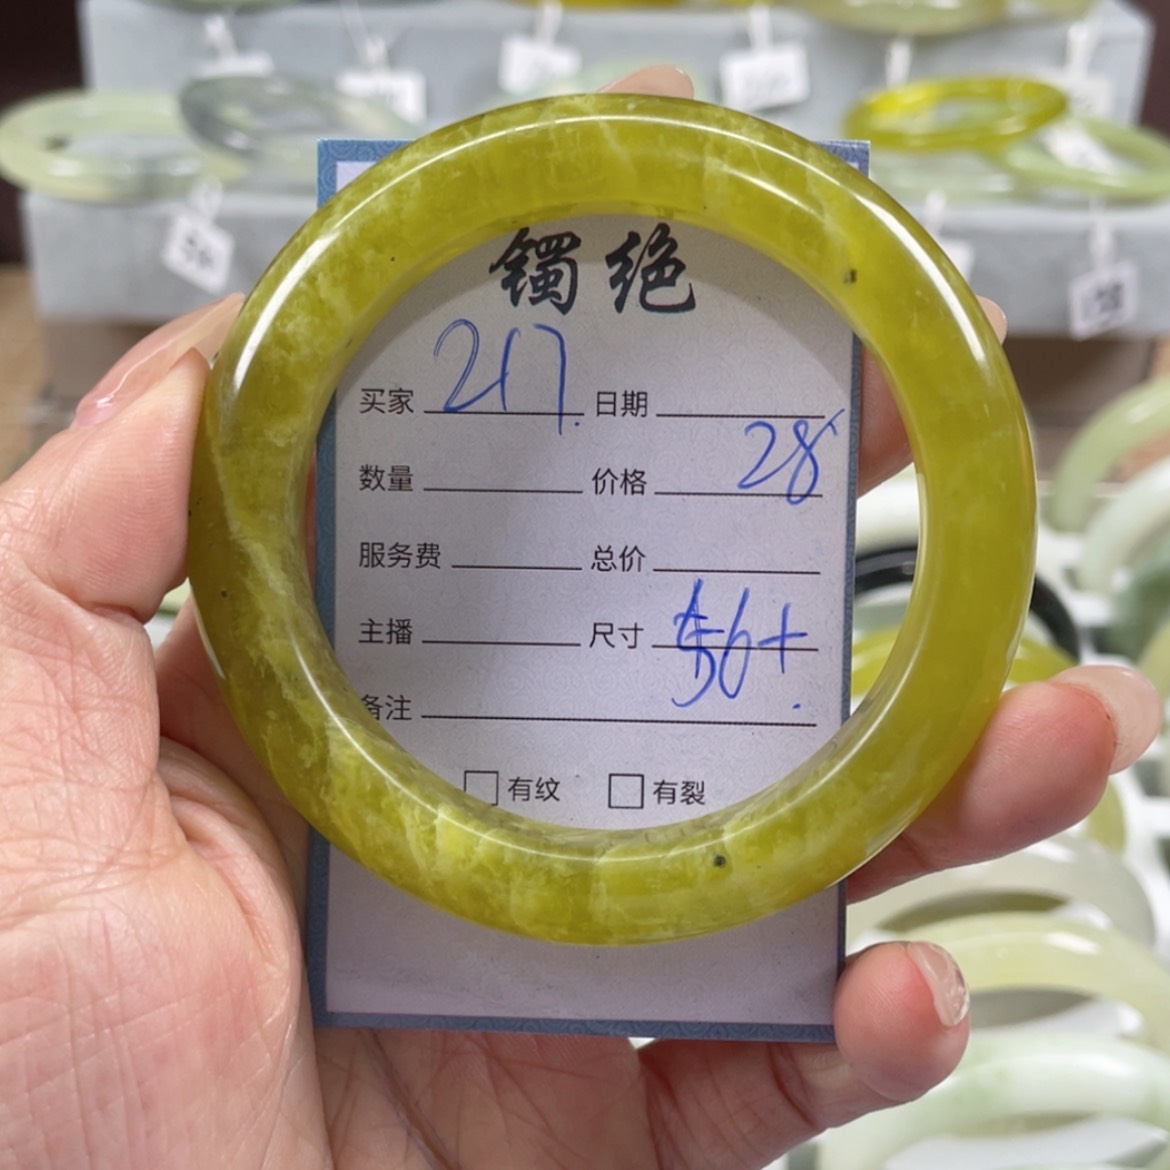 镯绝
买家 217. 日期
数量 价格 28
服务费 总价
主播 尺寸 56+
备注
有纹 有裂